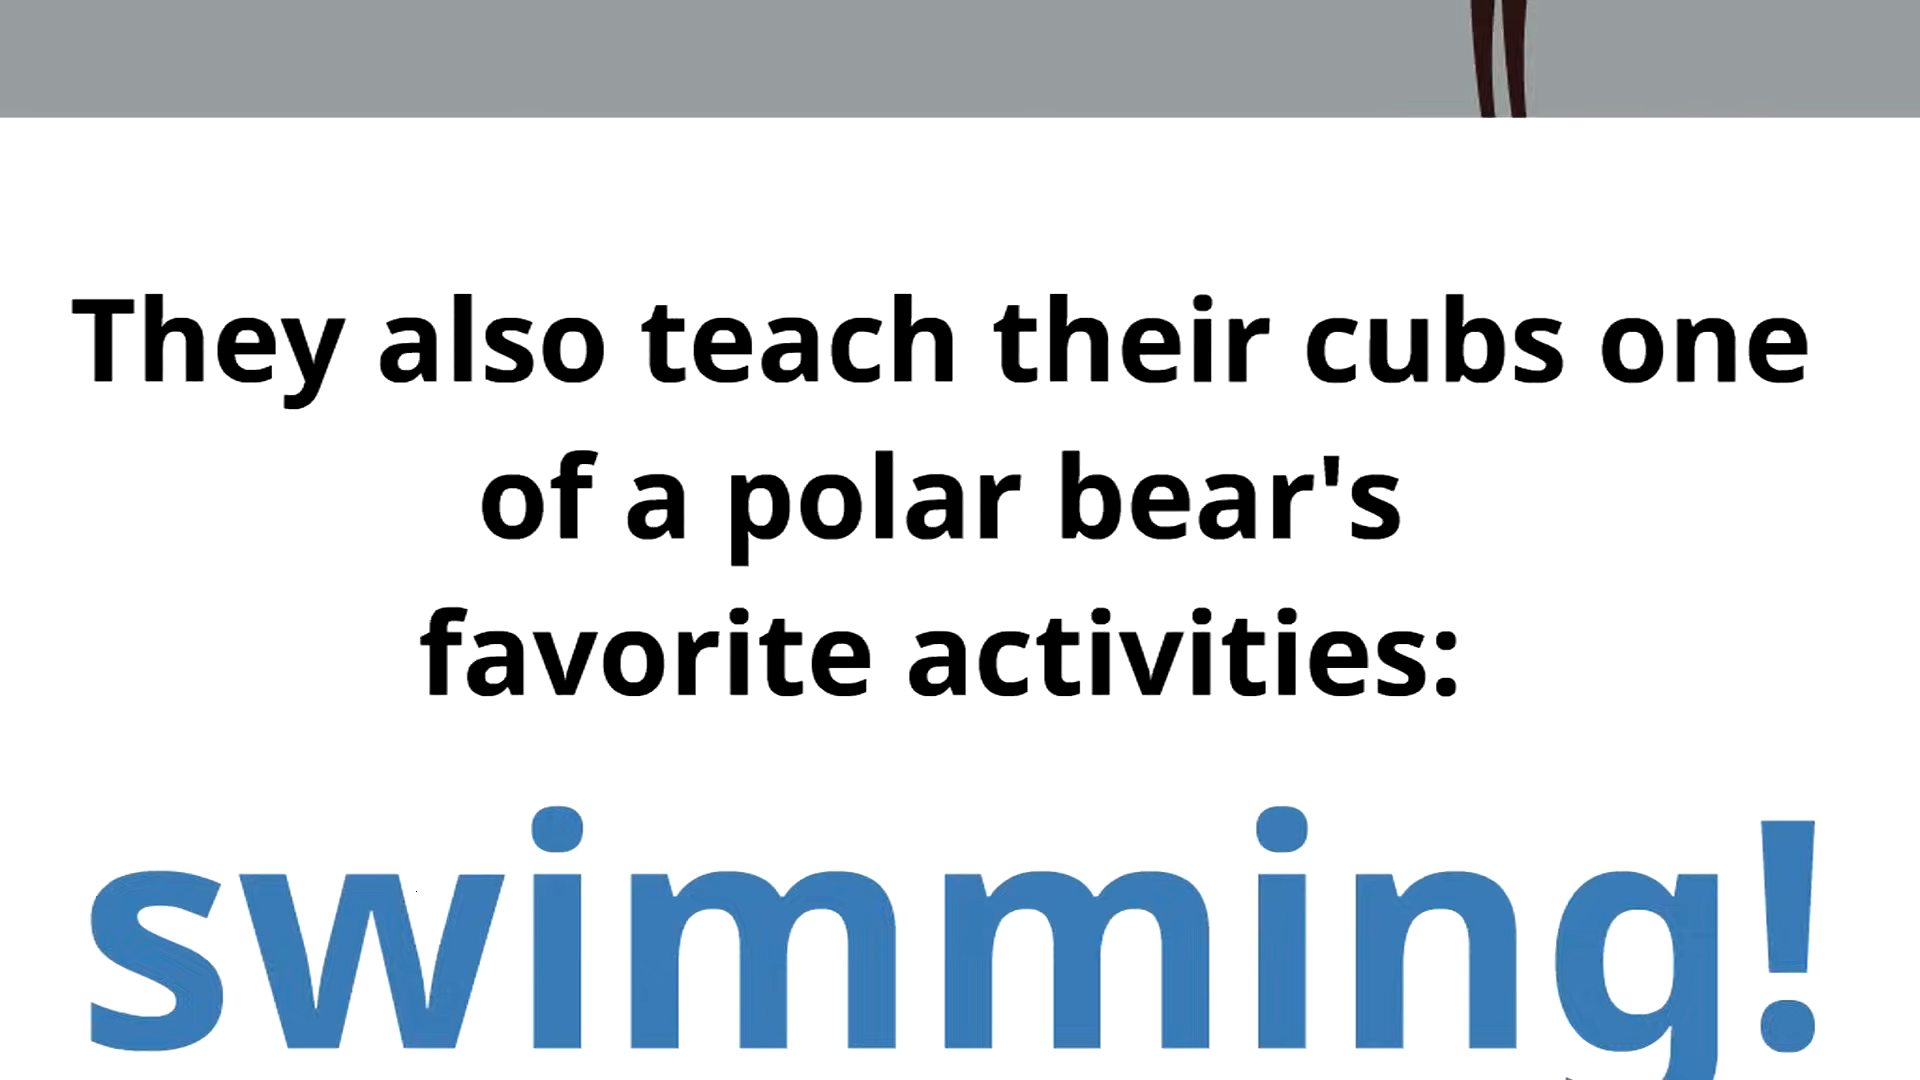 They also teach their cubs one
of a polar bear's
favorite activities:
swimming!